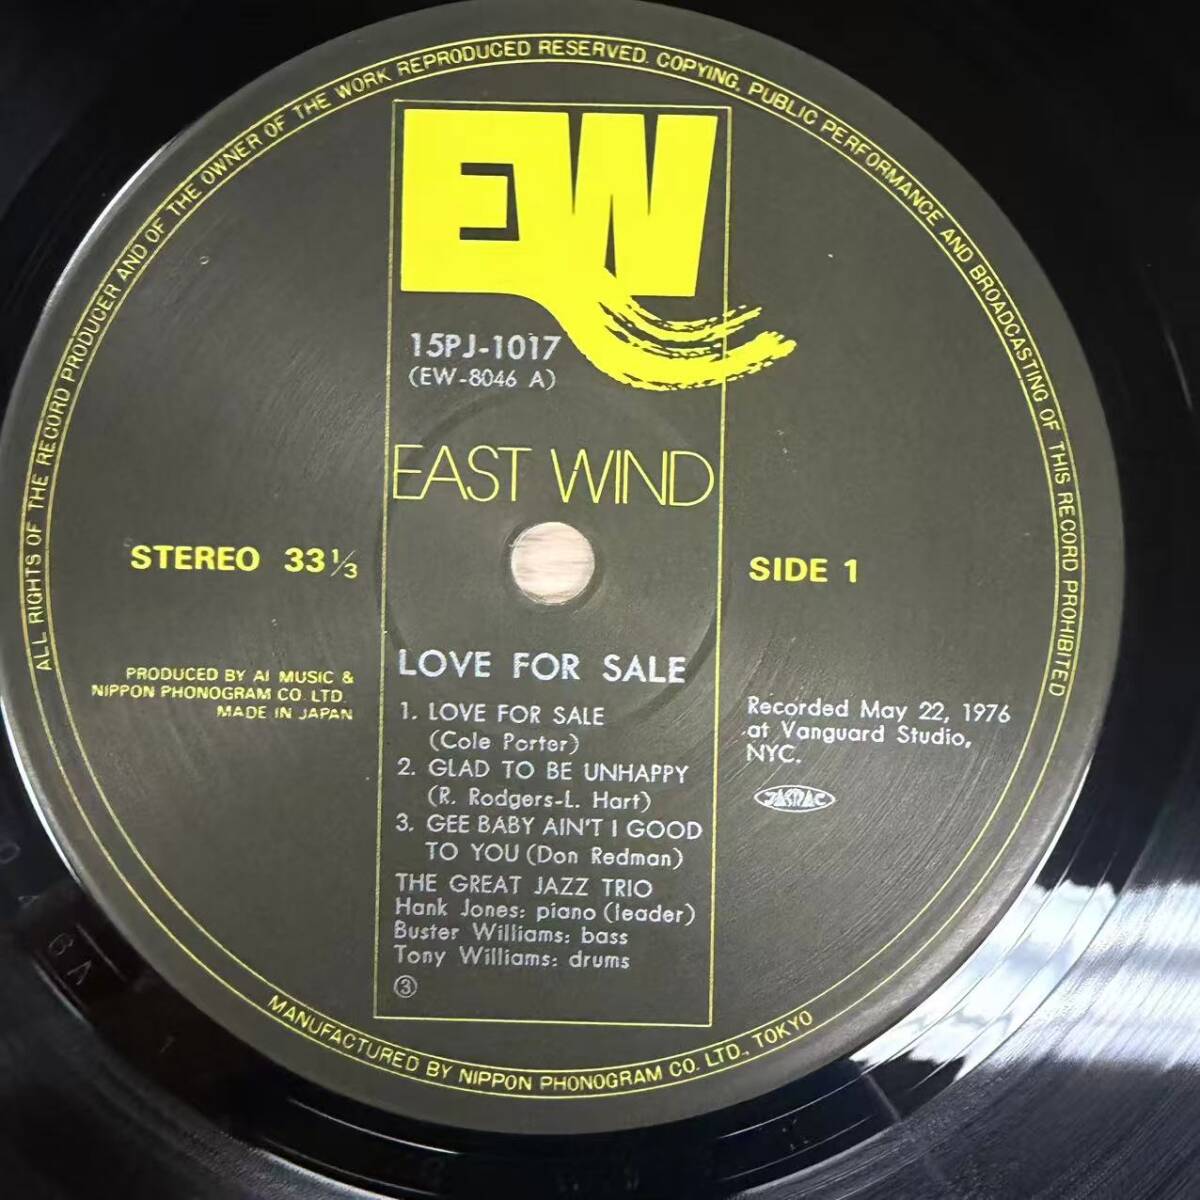 ALL RIGHTS OF THE RECORD PRODUCER AND OF THE OWNER OF THE WORK REPRODUCED RESERVED. COPYING, PUBLIC PERFORMANCE AND BROADCASTING OF THIS RECORD PROHIBITED
EW
15PJ-1017
(EW-8046 A)
EAST WIND
STEREO 33 1/3
SIDE 1
PRODUCED BY AI MUSIC &
NIPPON PHONOGRAM CO. LTD.
MADE IN JAPAN
LOVE FOR SALE
1. LOVE FOR SALE
(Cole Porter)
2. GLAD TO BE UNHAPPY
(R. Rodgers-L. Hart)
3. GEE BABY AIN'T I GOOD
TO YOU (Don Redman)
THE GREAT JAZZ TRIO
Hank Jones: piano (leader)
Buster Williams: bass
Tony Williams: drums
③
Recorded May 22, 1976
at Vanguard Studio,
NYC.
JASRAC
MANUFACTURED BY NIPPON PHONOGRAM CO. LTD., TOKYO